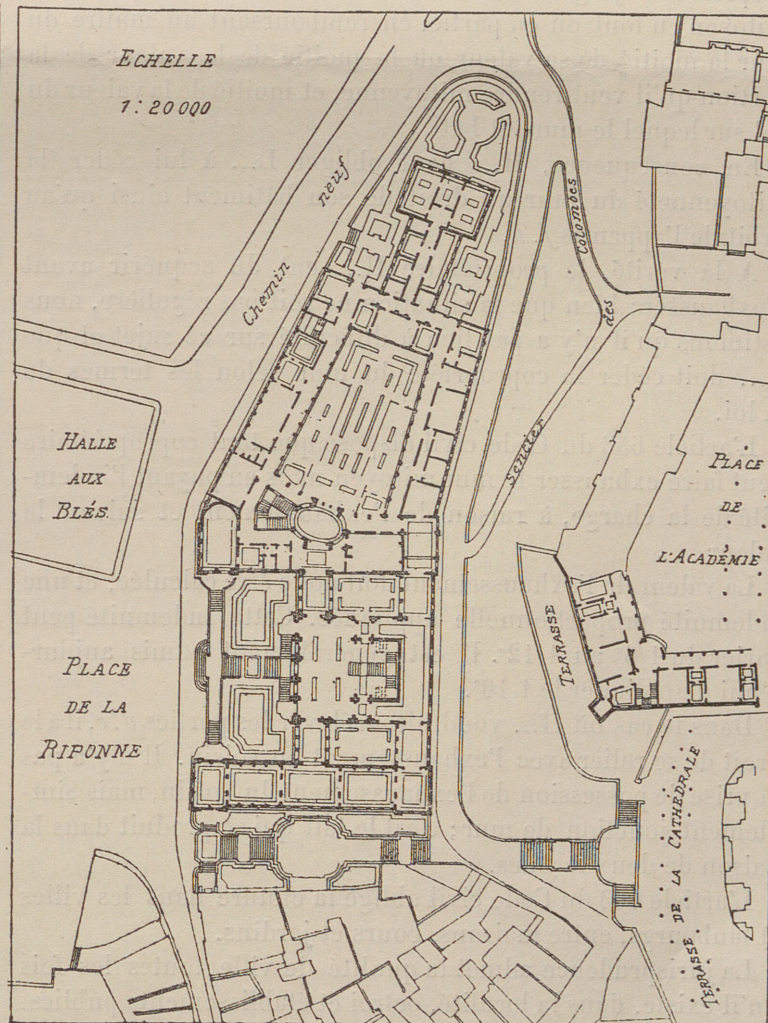 ECHELLE
1:20000
Chemin neuf
Sentier des Colombes
HALLE
AUX
BLÉS
PLACE
DE
L'ACADÉMIE
TERRASSE
PLACE
DE LA
RIPONNE
TERRASSE DE LA CATHÉDRALE